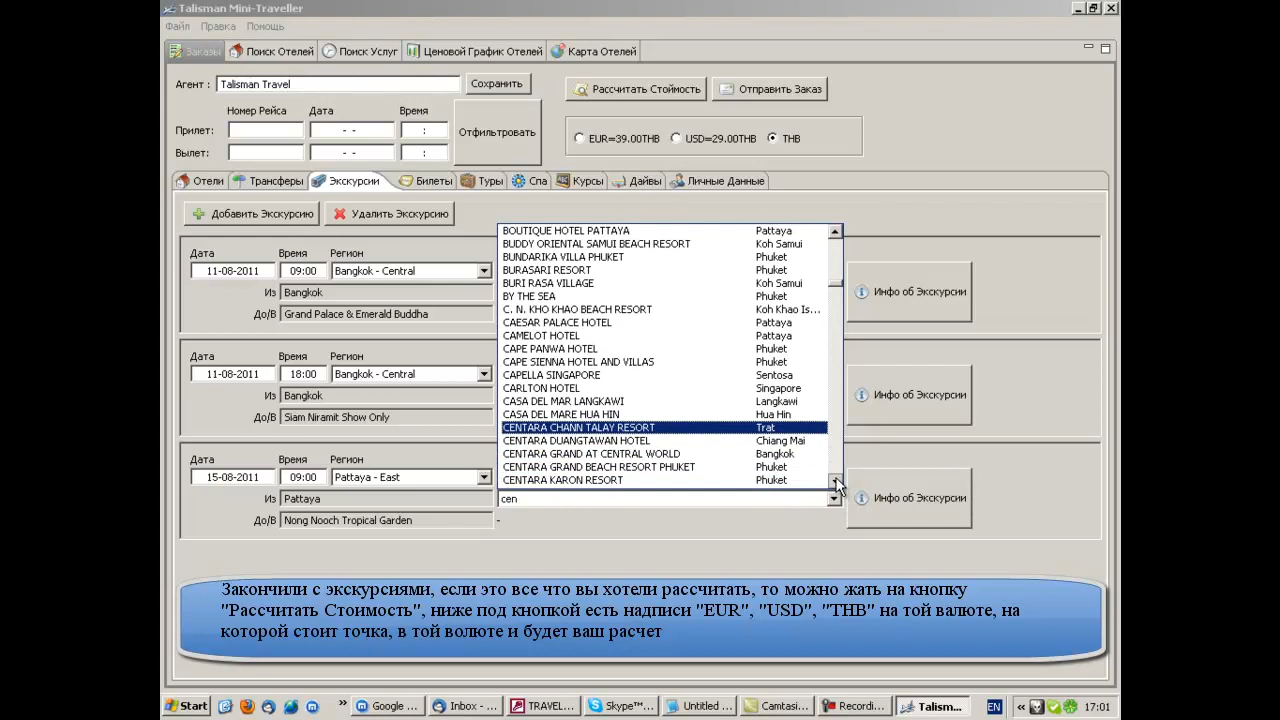 Talisman Mini-Traveller
Файл Правка Помощь
Заказы Поиск Отелей Поиск Услуг Ценовой График Отелей Карта Отелей
Агент : Talisman Travel Сохранить Рассчитать Стоймость Отправить Заказ
Номер Рейса Дата Время
Прилет: - - : Отфильтровать EUR=39.00THB USD=29.00THB THB
Вылет: - - :
Отели Трансферы Экскурсии Билеты Туры Спа Курсы Дайвы Личные Данные
Добавить Экскурсию Удалить Экскурсию
Дата Время Регион
11-08-2011 09:00 Bangkok - Central
Из Bangkok
До/В Grand Palace & Emerald Buddha
Инфо об Экскурсии
Дата Время Регион
11-08-2011 18:00 Bangkok - Central
Из Bangkok
До/В Siam Niramit Show Only
Инфо об Экскурсии
Дата Время Регион
15-08-2011 09:00 Pattaya - East
Из Pattaya cen
До/В Nong Nooch Tropical Garden -
Инфо об Экскурсии
BOUTIQUE HOTEL PATTAYA Pattaya
BUDDY ORIENTAL SAMUI BEACH RESORT Koh Samui
BUNDARIKA VILLA PHUKET Phuket
BURASARI RESORT Phuket
BURI RASA VILLAGE Koh Samui
BY THE SEA Phuket
C. N. KHO KHAO BEACH RESORT Koh Khao Is...
CAESAR PALACE HOTEL Pattaya
CAMELOT HOTEL Pattaya
CAPE PANWA HOTEL Phuket
CAPE SIENNA HOTEL AND VILLAS Phuket
CAPELLA SINGAPORE Sentosa
CARLTON HOTEL Singapore
CASA DEL MAR LANGKAWI Langkawi
CASA DEL MARE HUA HIN Hua Hin
CENTARA CHANN TALAY RESORT Trat
CENTARA DUANGTAWAN HOTEL Chiang Mai
CENTARA GRAND AT CENTRAL WORLD Bangkok
CENTARA GRAND BEACH RESORT PHUKET Phuket
CENTARA KARON RESORT Phuket
Закончили с экскурсиями, если это все что вы хотели рассчитать, то можно жать на кнопку
"Рассчитать Стоимость", ниже под кнопкой есть надписи "EUR", "USD", "THB" на той валюте, на
которой стоит точка, в той волюте и будет ваш расчет
Start » Google ... Inbox - ... TRAVEL... Skype™... Untitled ... Camtasi... Recordi... Talism... EN « 17:01